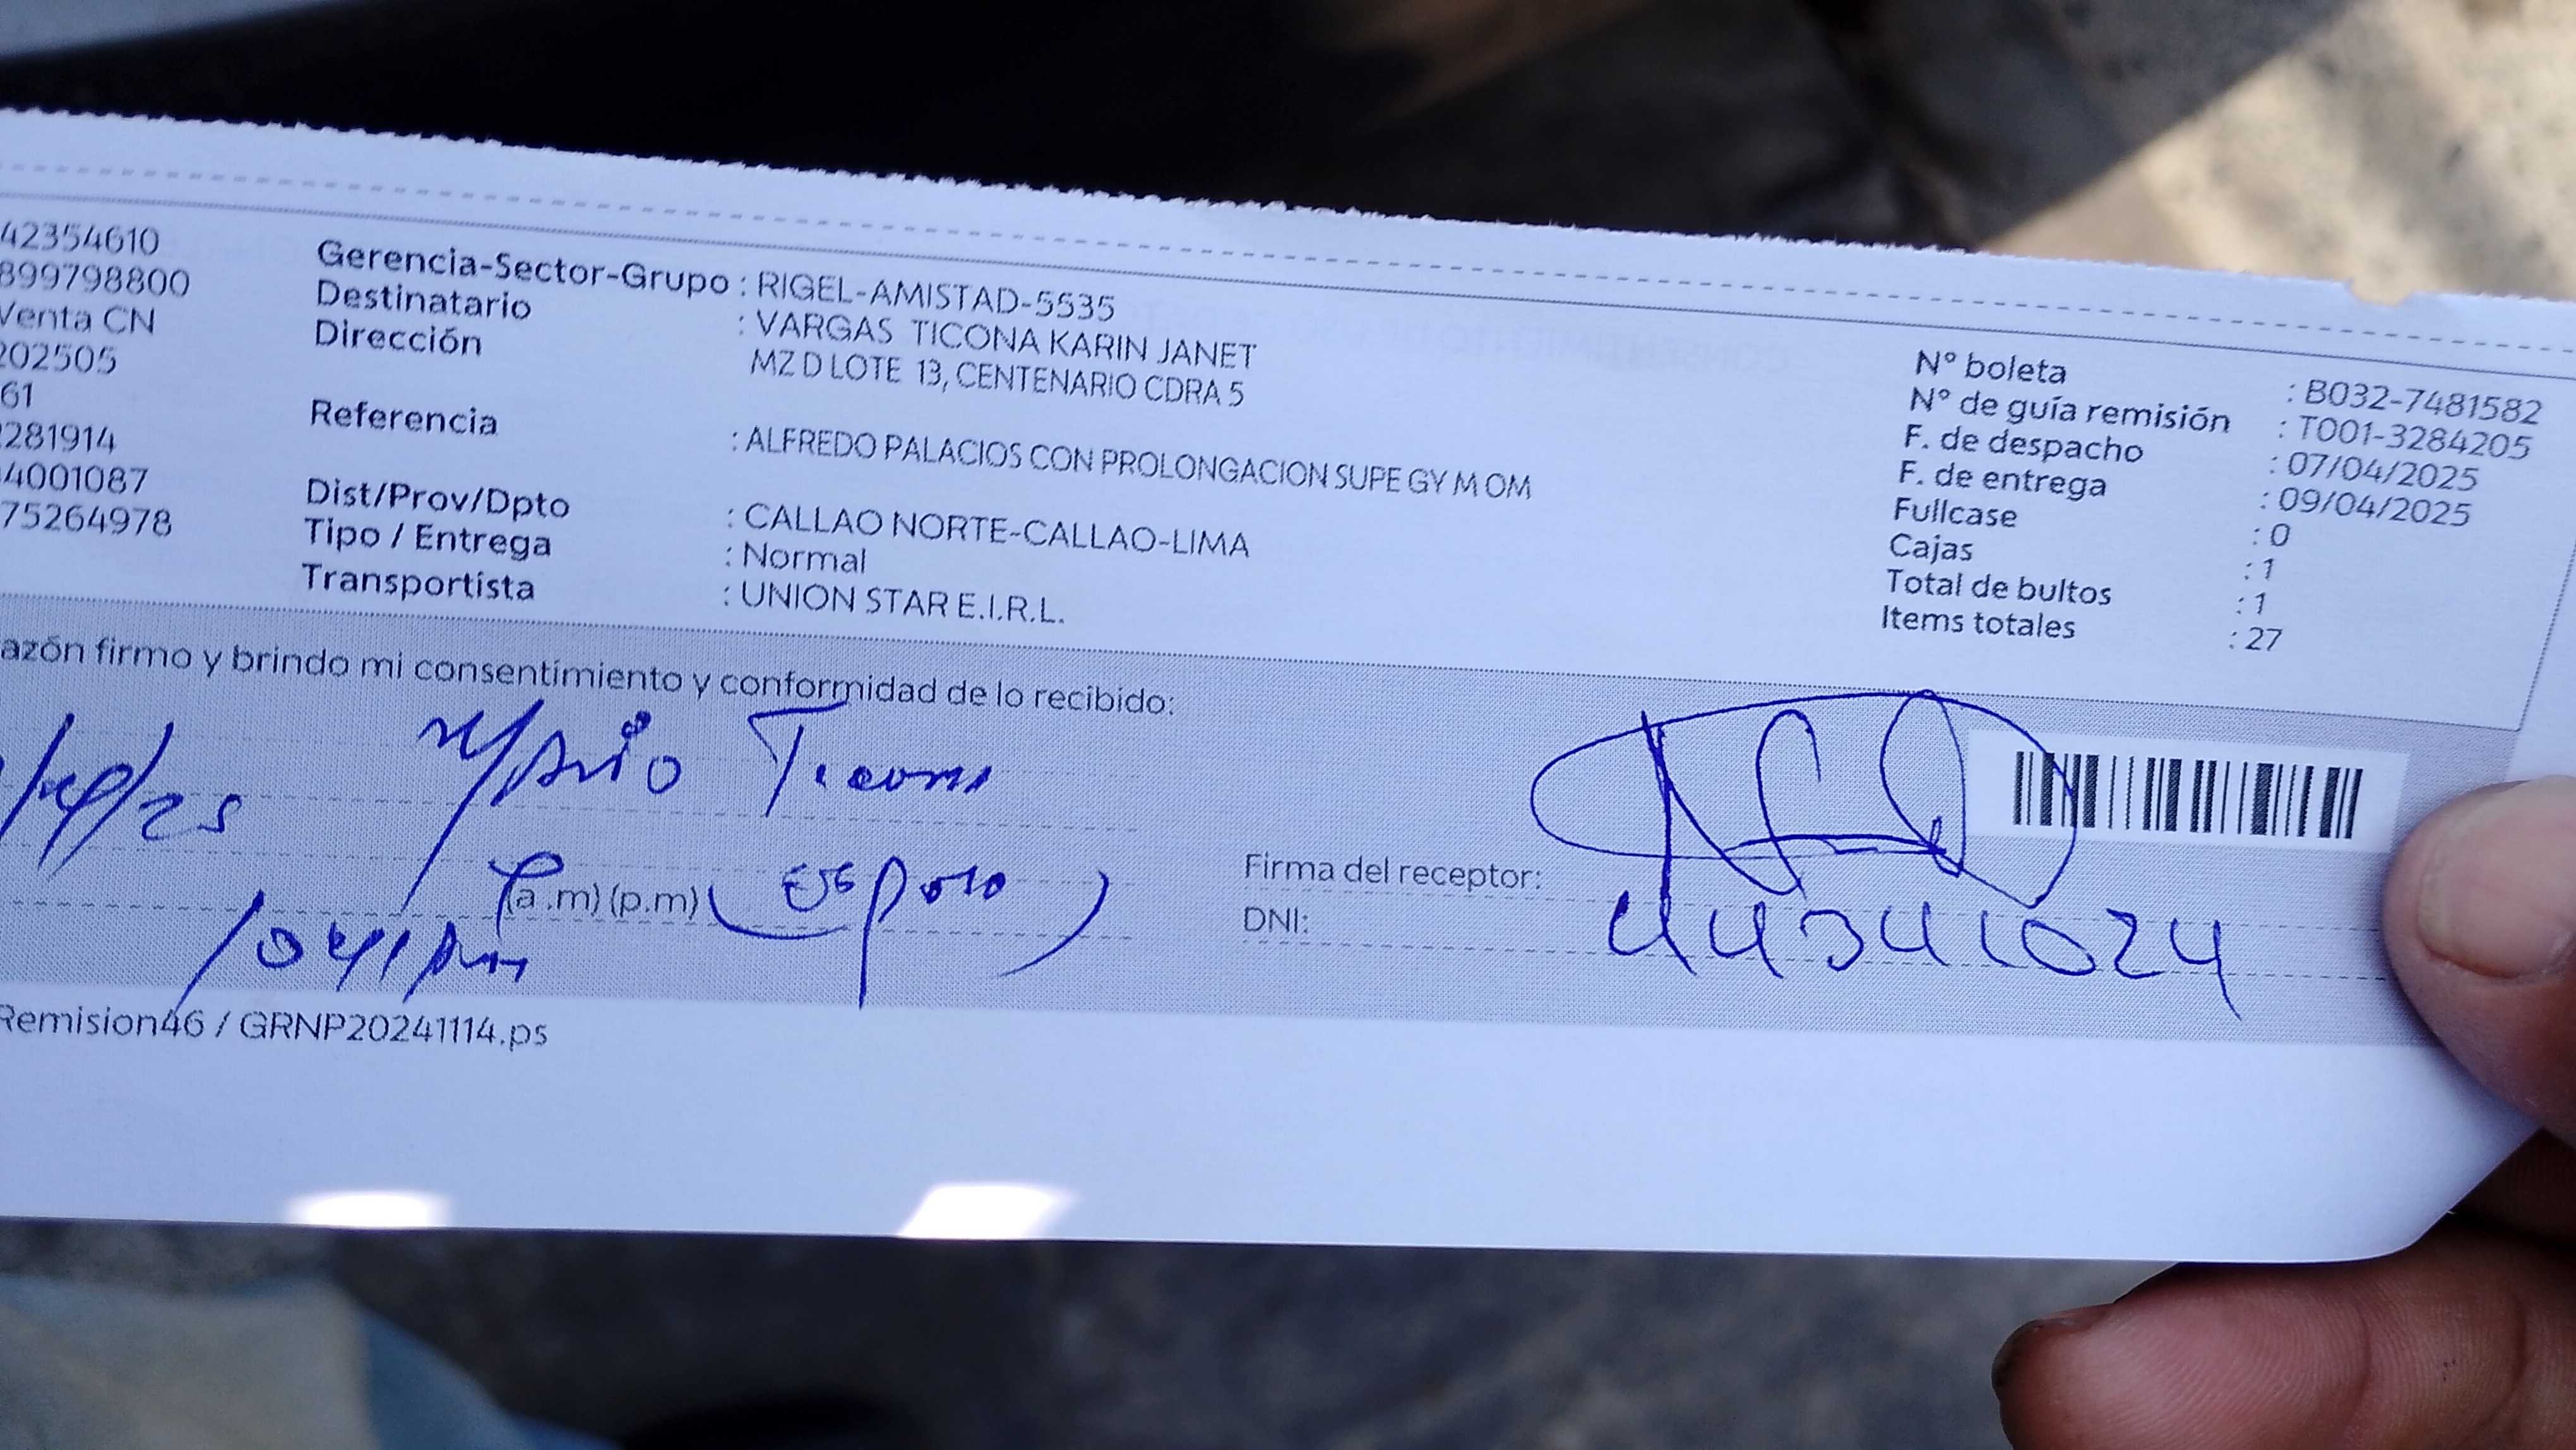 42354610
899798800
Venta CN
202505
61
281914
4001087
75264978
Gerencia-Sector-Grupo : RIGEL-AMISTAD-5535
Destinatario : VARGAS TICONA KARIN JANET
Dirección MZ D LOTE 13, CENTENARIO CDRA 5
Referencia : ALFREDO PALACIOS CON PROLONGACION SUPE GY M OM
Dist/Prov/Dpto : CALLAO NORTE-CALLAO-LIMA
Tipo / Entrega : Normal
Transportista : UNION STAR E.I.R.L.
N° boleta : B032-7481582
N° de guía remisión : T001-3284205
F. de despacho : 07/04/2025
F. de entrega : 09/04/2025
Fullcase : 0
Cajas : 1
Total de bultos : 1
Items totales : 27
azón firmo y brindo mi consentimiento y conformidad de lo recibido:
Ticona
(a.m) (p.m) (esposo)
Firma del receptor:
DNI: 44341024
Remision46 / GRNP20241114.ps